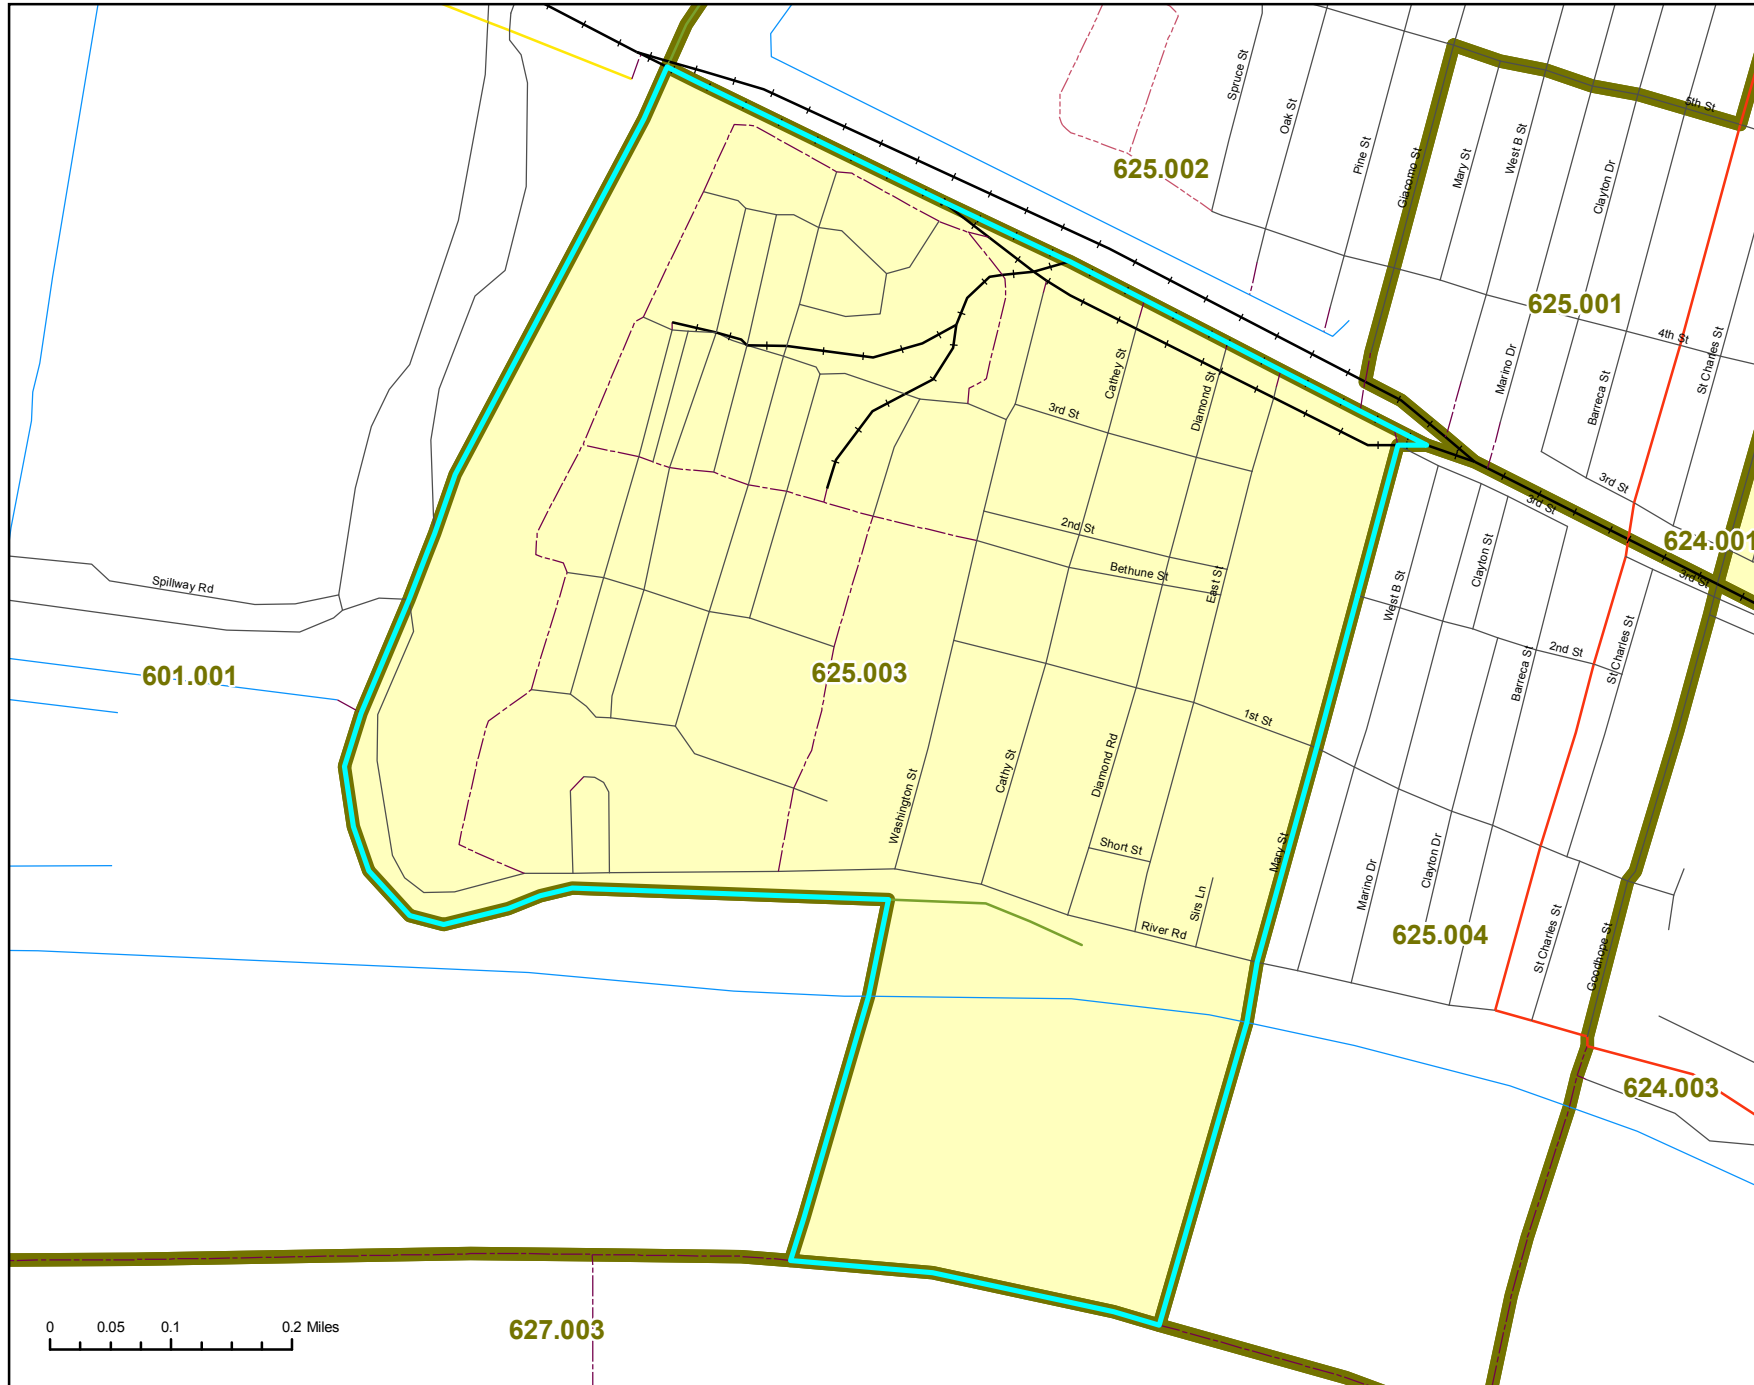 Spruce St
Oak St
Pine St
Giacomo St
Mary St
West B St
Clayton Dr
5th St
625.002
625.001
4th St
St Charles St
Marino Dr
Barreca St
Cathey St
Diamond St
3rd St
3rd St
3rd St
624.001
3rd St
2nd St
Bethune St
East St
West B St
Clayton St
Spillway Rd
601.001
625.003
2nd St
Barreca St
St Charles St
1st St
Washington St
Cathy St
Diamond Rd
Short St
Mary St
Sirs Ln
River Rd
Marino Dr
Clayton Dr
625.004
St Charles St
Goodhope St
624.003
627.003
0 0.05 0.1 0.2 Miles